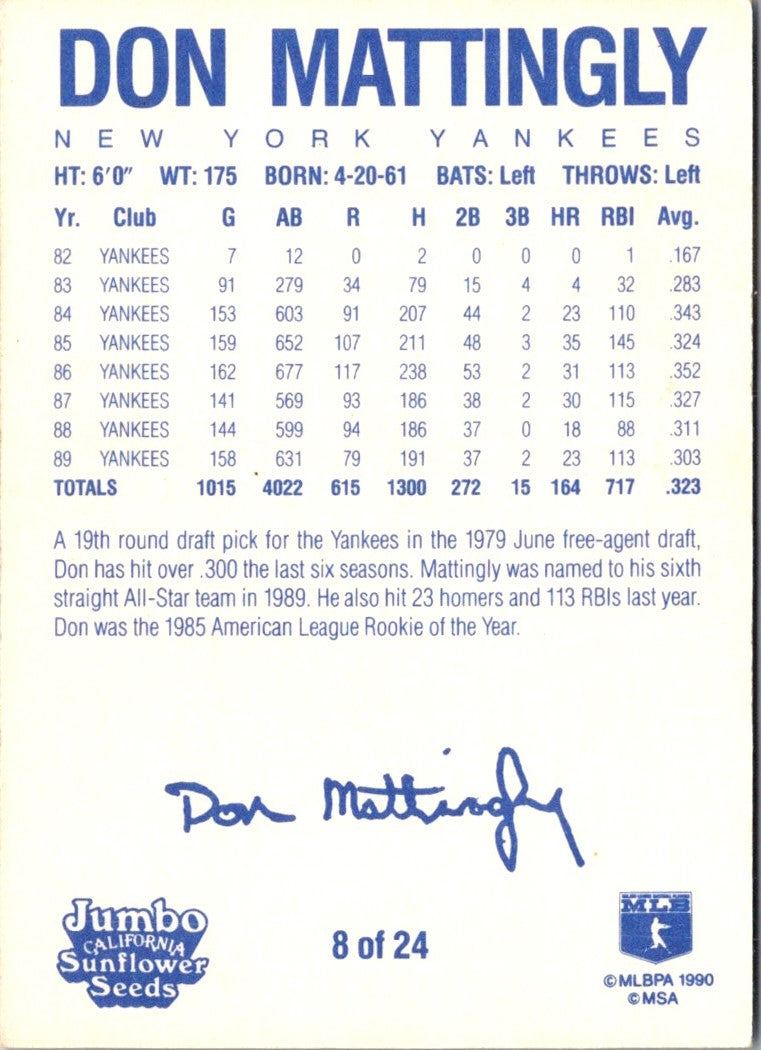 DON MATTINGLY
NEW YORK YANKEES
HT: 6'0" WT: 175 BORN: 4-20-61 BATS: Left THROWS: Left
Yr. Club G AB R H 2B 3B HR RBI Avg.
82 YANKEES 7 12 0 2 0 0 0 1 .167
83 YANKEES 91 279 34 79 15 4 4 32 .283
84 YANKEES 153 603 91 207 44 2 23 110 .343
85 YANKEES 159 652 107 211 48 3 35 145 .324
86 YANKEES 162 677 117 238 53 2 31 113 .352
87 YANKEES 141 569 93 186 38 2 30 115 .327
88 YANKEES 144 599 94 186 37 0 18 88 .311
89 YANKEES 158 631 79 191 37 2 23 113 .303
TOTALS 1015 4022 615 1300 272 15 164 717 .323
A 19th round draft pick for the Yankees in the 1979 June free-agent draft,
Don has hit over .300 the last six seasons. Mattingly was named to his sixth
straight All-Star team in 1989. He also hit 23 homers and 113 RBIs last year.
Don was the 1985 American League Rookie of the Year.
Don Mattingly
Jumbo
CALIFORNIA
Sunflower
Seeds
8 of 24
MLB
©MLBPA 1990
©MSA